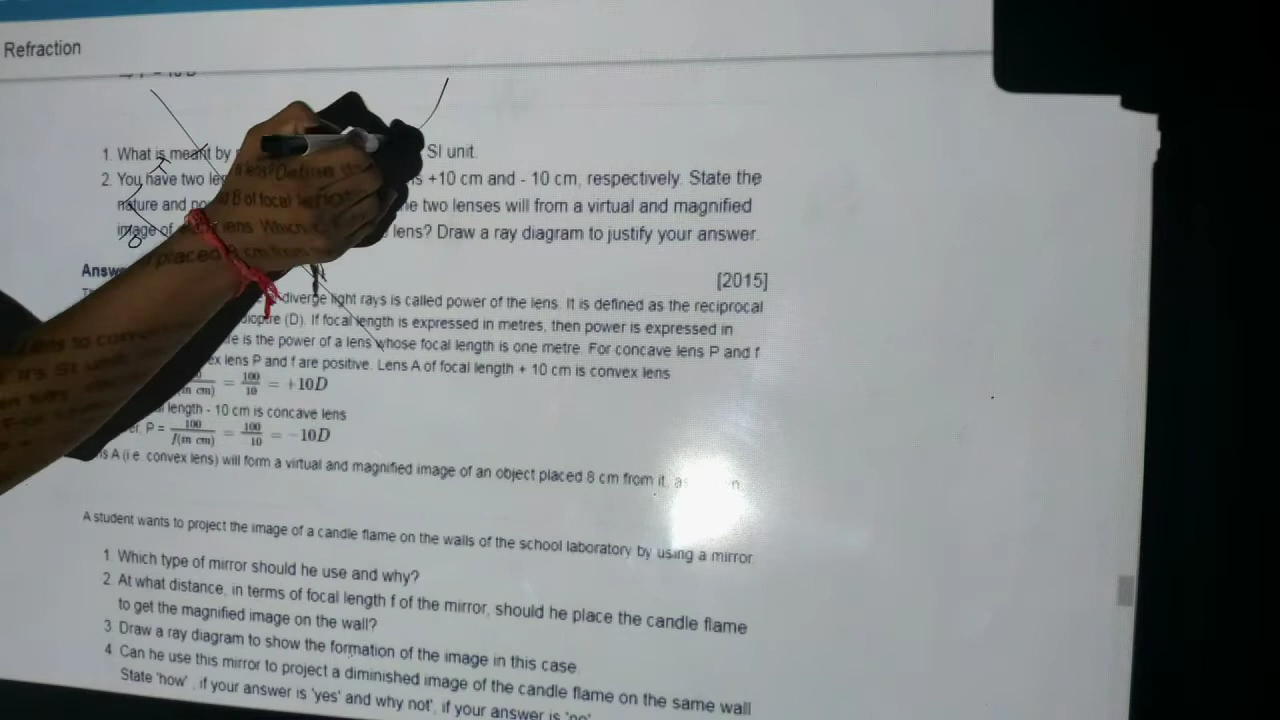 Refraction
1. What is meant by SI unit.
2. You have two +10 cm and - 10 cm, respectively. State the
nature and two lenses will from a virtual and magnified
image of lens? Draw a ray diagram to justify your answer.
[2015]
diverge light rays is called power of the lens. It is defined as the reciprocal
(D). If focal length is expressed in metres, then power is expressed in
is the power of a lens whose focal length is one metre. For concave lens P and f
lens P and f are positive. Lens A of focal length + 10 cm is convex lens
= 100/10 = +10D
length - 10 cm is concave lens
P = 100/f(in cm) = 100/10 = -10D
A (i.e. convex lens) will form a virtual and magnified image of an object placed 8 cm from it,
A student wants to project the image of a candle flame on the walls of the school laboratory by using a mirror
1 Which type of mirror should he use and why?
2 At what distance, in terms of focal length f of the mirror, should he place the candle flame
to get the magnified image on the wall?
3 Draw a ray diagram to show the formation of the image in this case
4 Can he use this mirror to project a diminished image of the candle flame on the same wall
State 'how', if your answer is 'yes' and why not', if your answer is 'no'